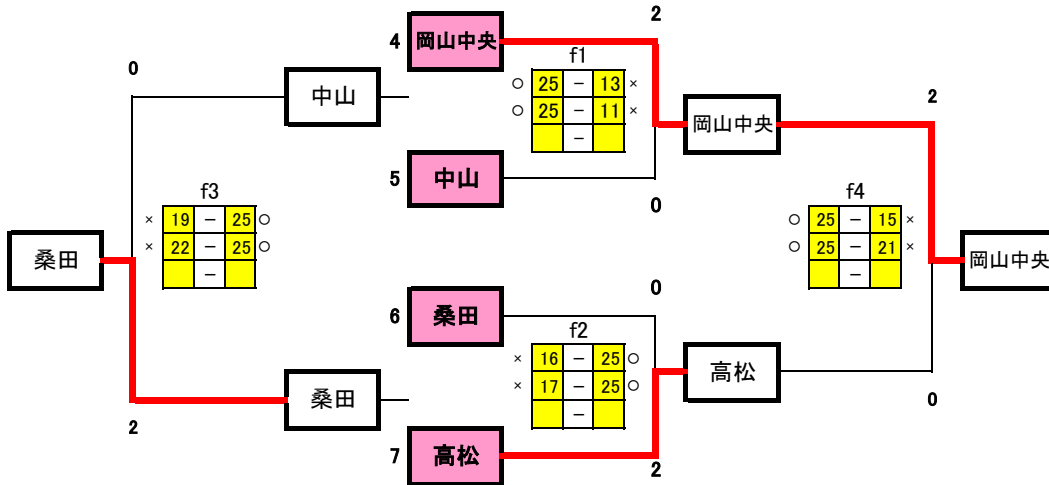 2
4 岡山中央
f1
0
中山
○ 25 － 13 ×
○ 25 － 11 ×
－
2
岡山中央
5 中山
0
f3
× 19 － 25 ○
× 22 － 25 ○
－
f4
○ 25 － 15 ×
○ 25 － 21 ×
－
桑田
岡山中央
0
6 桑田
f2
× 16 － 25 ○
× 17 － 25 ○
－
高松
桑田
0
2
7 高松
2